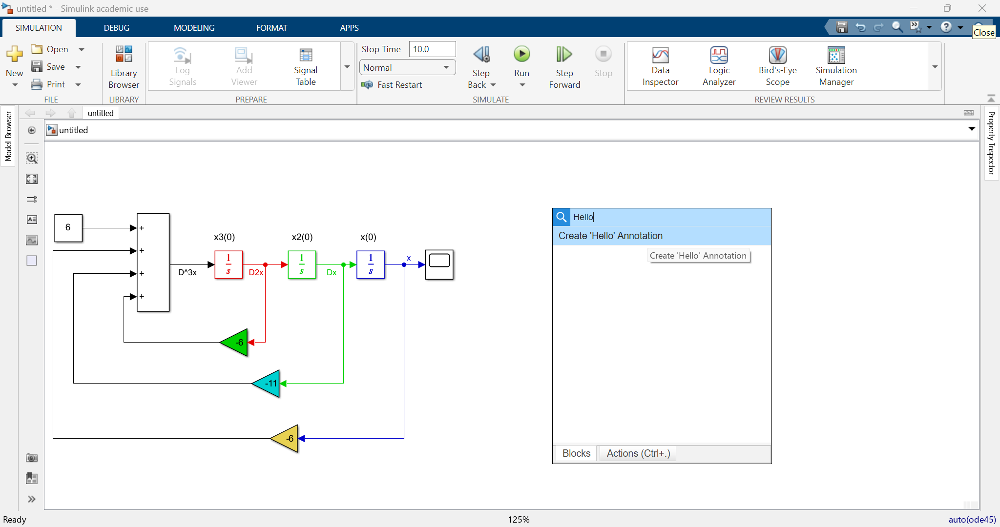 untitled * - Simulink academic use
SIMULATION DEBUG MODELING FORMAT APPS
Close
New
Open
Save
Print
FILE
Library
Browser
LIBRARY
Log
Signals
Add
Viewer
Signal
Table
PREPARE
Stop Time 10.0
Normal
Fast Restart
Step
Back
Run
Step
Forward
Stop
SIMULATE
Data
Inspector
Logic
Analyzer
Bird's-Eye
Scope
Simulation
Manager
REVIEW RESULTS
Model Browser
untitled
untitled
Property Inspector
6
+
+
+
+
x3(0) x2(0) x(0)
1
s
1
s
1
s
D^3x D2x Dx x
-6
-11
-6
Hello
Create 'Hello' Annotation
Create 'Hello' Annotation
Blocks Actions (Ctrl+.)
Ready 125% auto(ode45)